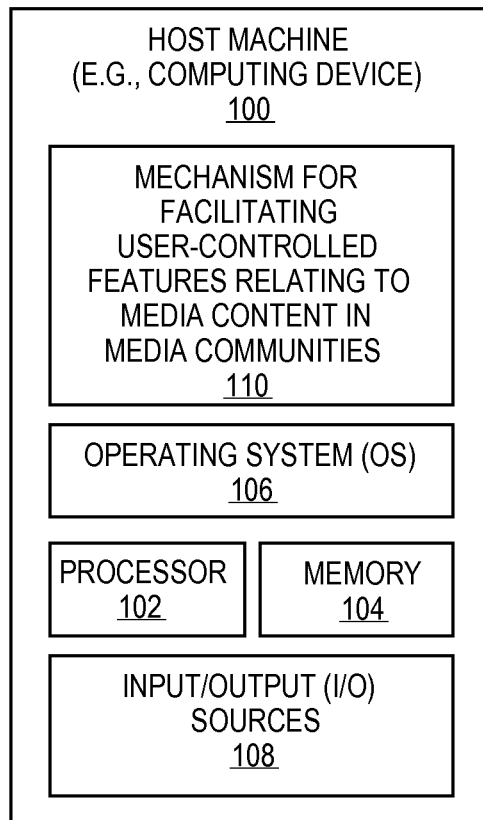 HOST MACHINE
(E.G., COMPUTING DEVICE)
100
MECHANISM FOR
FACILITATING
USER-CONTROLLED
FEATURES RELATING TO
MEDIA CONTENT IN
MEDIA COMMUNITIES
110
OPERATING SYSTEM (OS)
106
PROCESSOR
102
MEMORY
104
INPUT/OUTPUT (I/O)
SOURCES
108